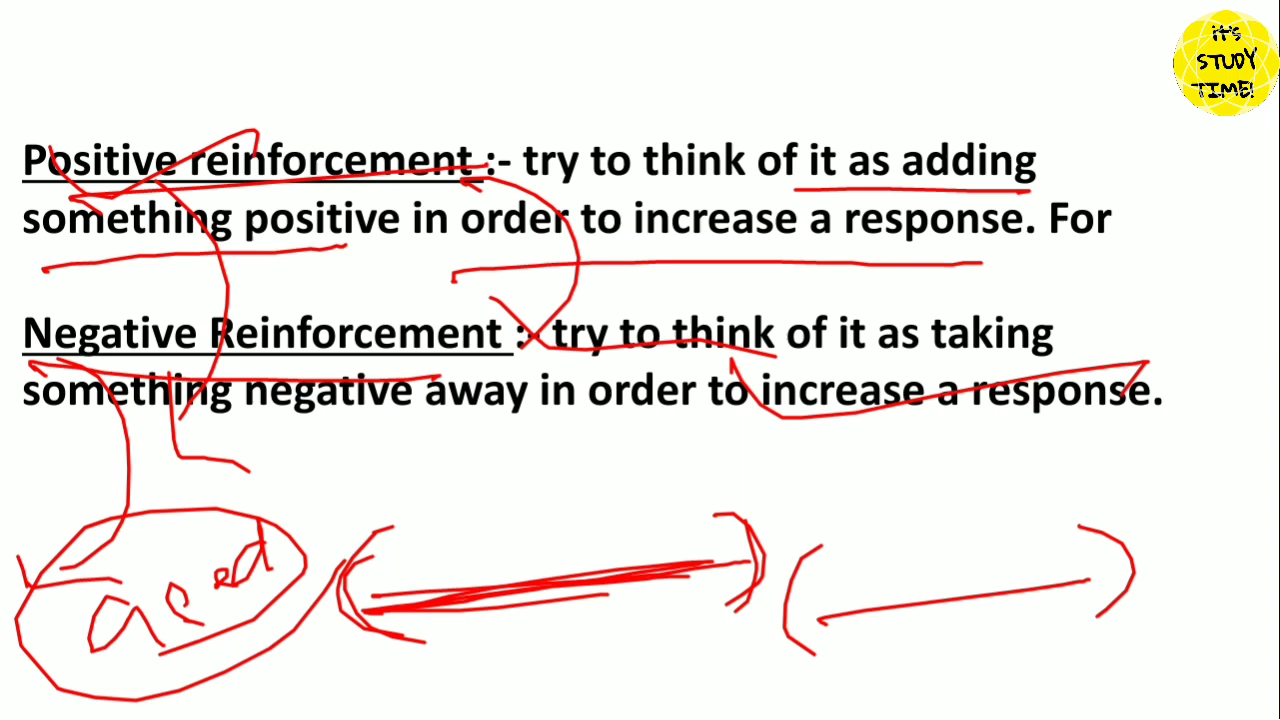 IT'S
STUDY
TIME!
Positive reinforcement :- try to think of it as adding
something positive in order to increase a response. For
Negative Reinforcement :- try to think of it as taking
something negative away in order to increase a response.